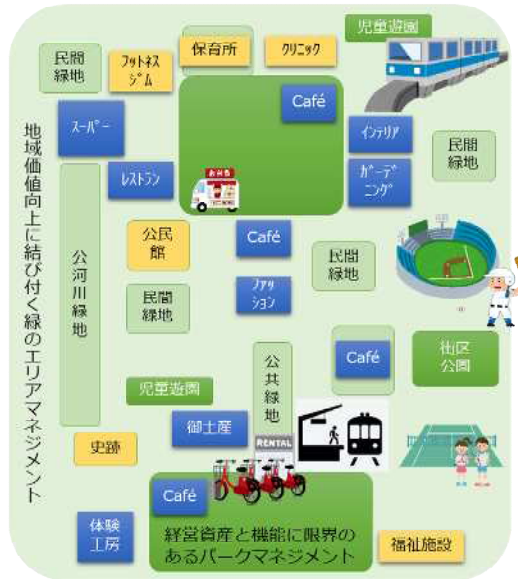 児童遊園
保育所
クリニック
民間
緑地
フットネス
ジム
Café
スーパー
インテリア
民間
緑地
レストラン
お弁当
ガーデ
ニング
地域価値向上に結び付く緑のエリアマネジメント
公河川緑地
公民
館
Café
民間
緑地
民間
緑地
ファッ
ション
公共緑地
Café
街区
公園
児童遊園
御土産
史跡
RENTAL
Café
体験
工房
経営資産と機能に限界の
あるパークマネジメント
福祉施設